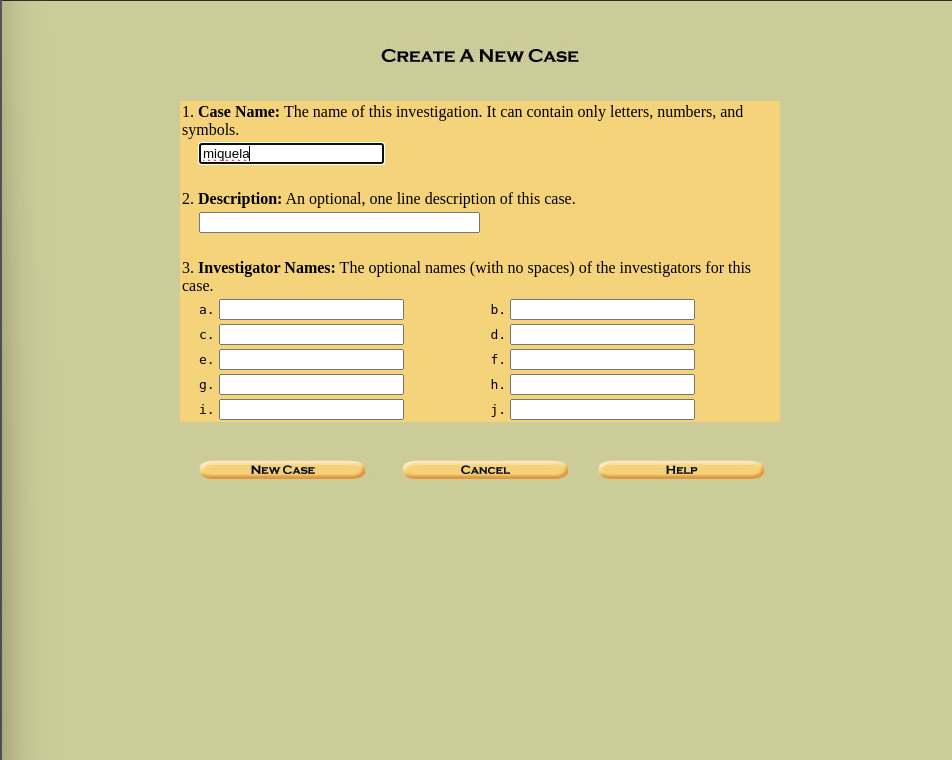 CREATE A NEW CASE
1. Case Name: The name of this investigation. It can contain only letters, numbers, and
symbols.
miquela
2. Description: An optional, one line description of this case.
3. Investigator Names: The optional names (with no spaces) of the investigators for this
case.
a. b.
c. d.
e. f.
g. h.
i. j.
NEW CASE CANCEL HELP